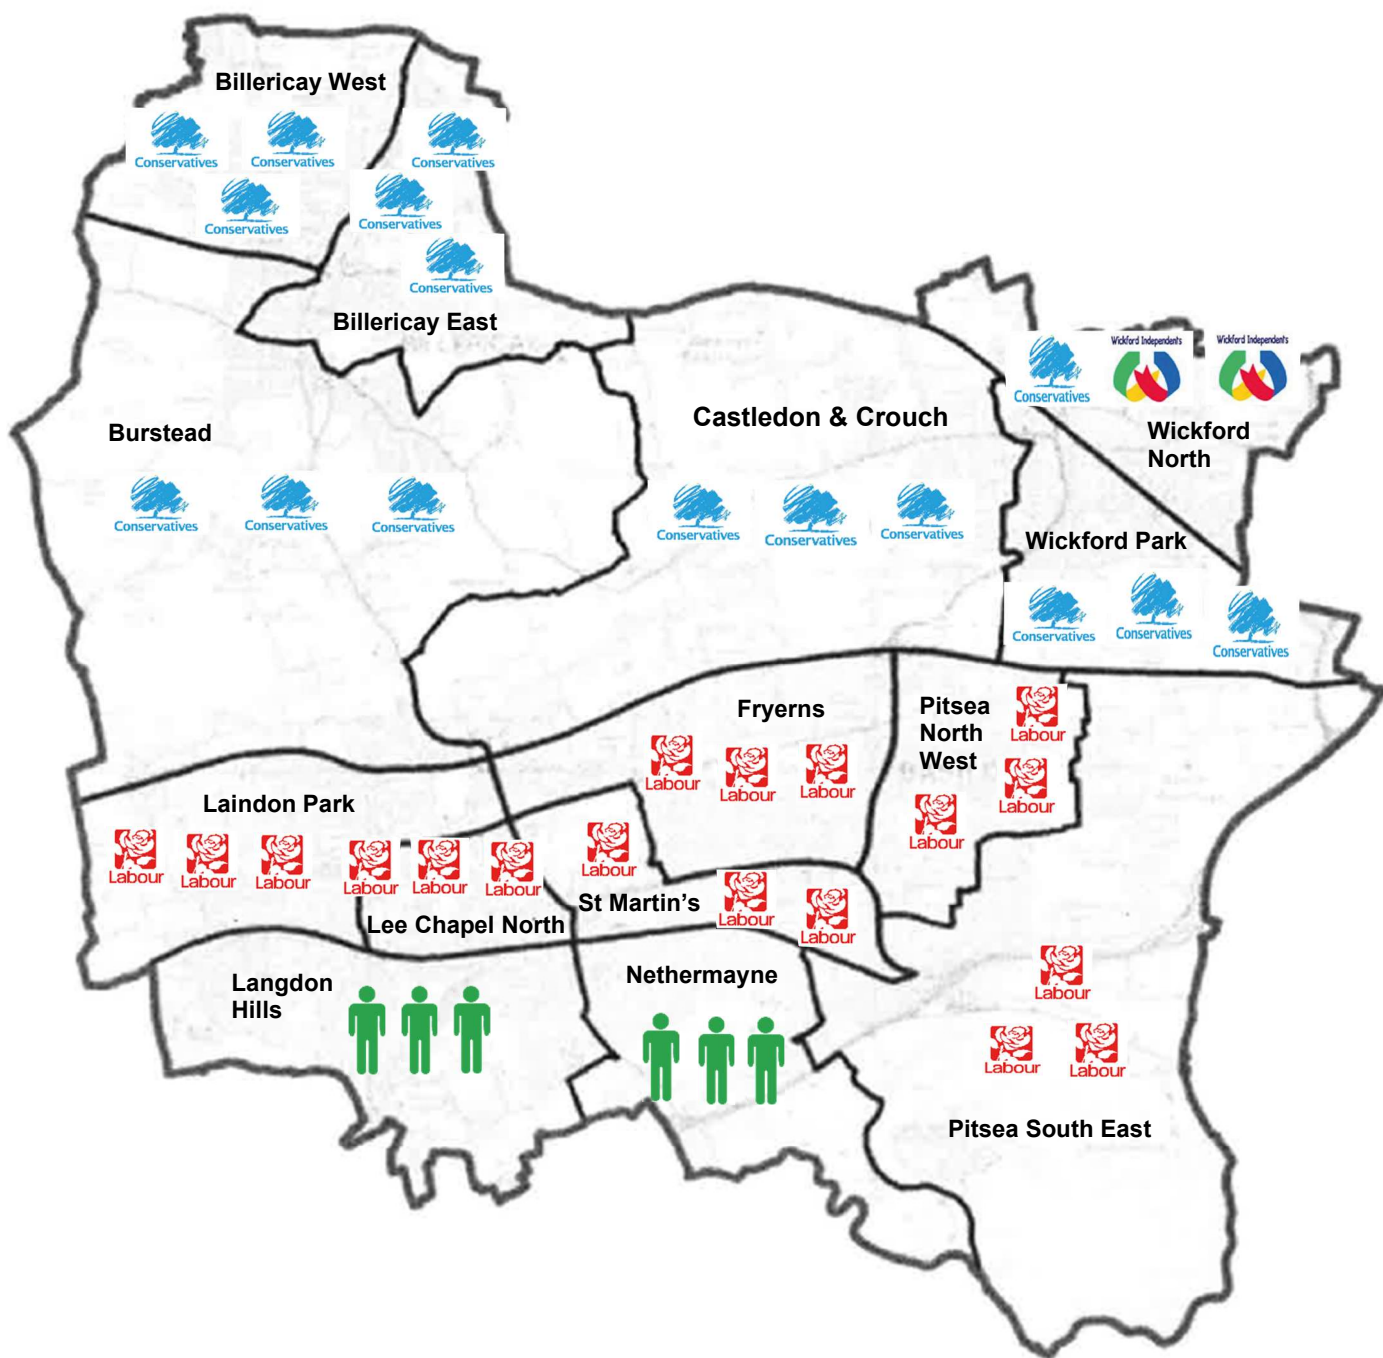 Billericay West
Conservatives
Conservatives
Conservatives
Conservatives
Conservatives
Conservatives
Billericay East
Wickford Independents
Wickford Independents
Conservatives
Wickford
North
Castledon & Crouch
Burstead
Conservatives
Conservatives
Conservatives
Conservatives
Conservatives
Conservatives
Wickford Park
Conservatives
Conservatives
Conservatives
Fryerns
Labour
Labour
Labour
Pitsea
North
West
Labour
Labour
Labour
Laindon Park
Labour
Labour
Labour
Labour
Labour
Labour
Lee Chapel North
Labour
St Martin's
Labour
Labour
Langdon
Hills
Nethermayne
Labour
Labour
Labour
Pitsea South East